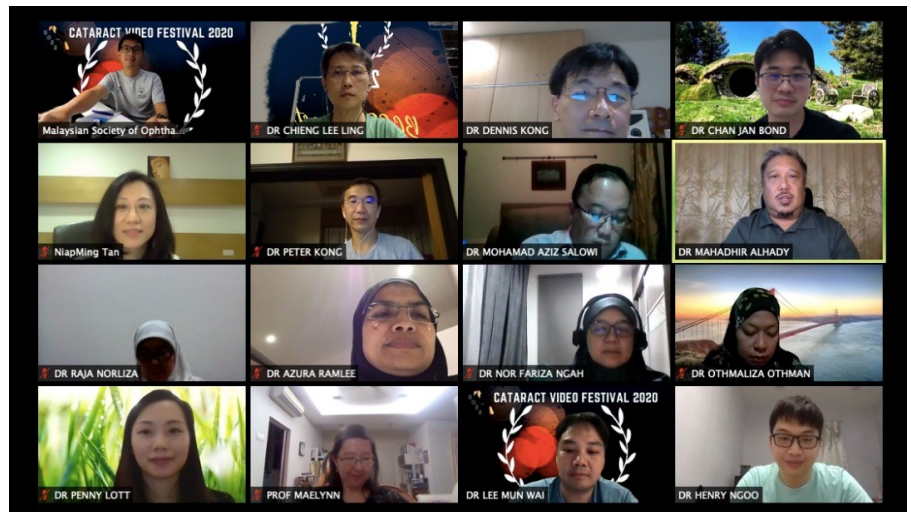 CATARACT VIDEO FESTIVAL 2020
Malaysian Society of Ophtha...
DR CHIENG LEE LING
DR DENNIS KONG
DR CHAN JAN BOND
NiapMing Tan
DR PETER KONG
DR MOHAMAD AZIZ SALOWI
DR MAHADHIR ALHADY
DR RAJA NORLIZA
DR AZURA RAMLEE
DR NOR FARIZA NGAH
DR OTHMALIZA OTHMAN
CATARACT VIDEO FESTIVAL 2020
DR PENNY LOTT
PROF MAELYNN
DR LEE MUN WAI
DR HENRY NGOO